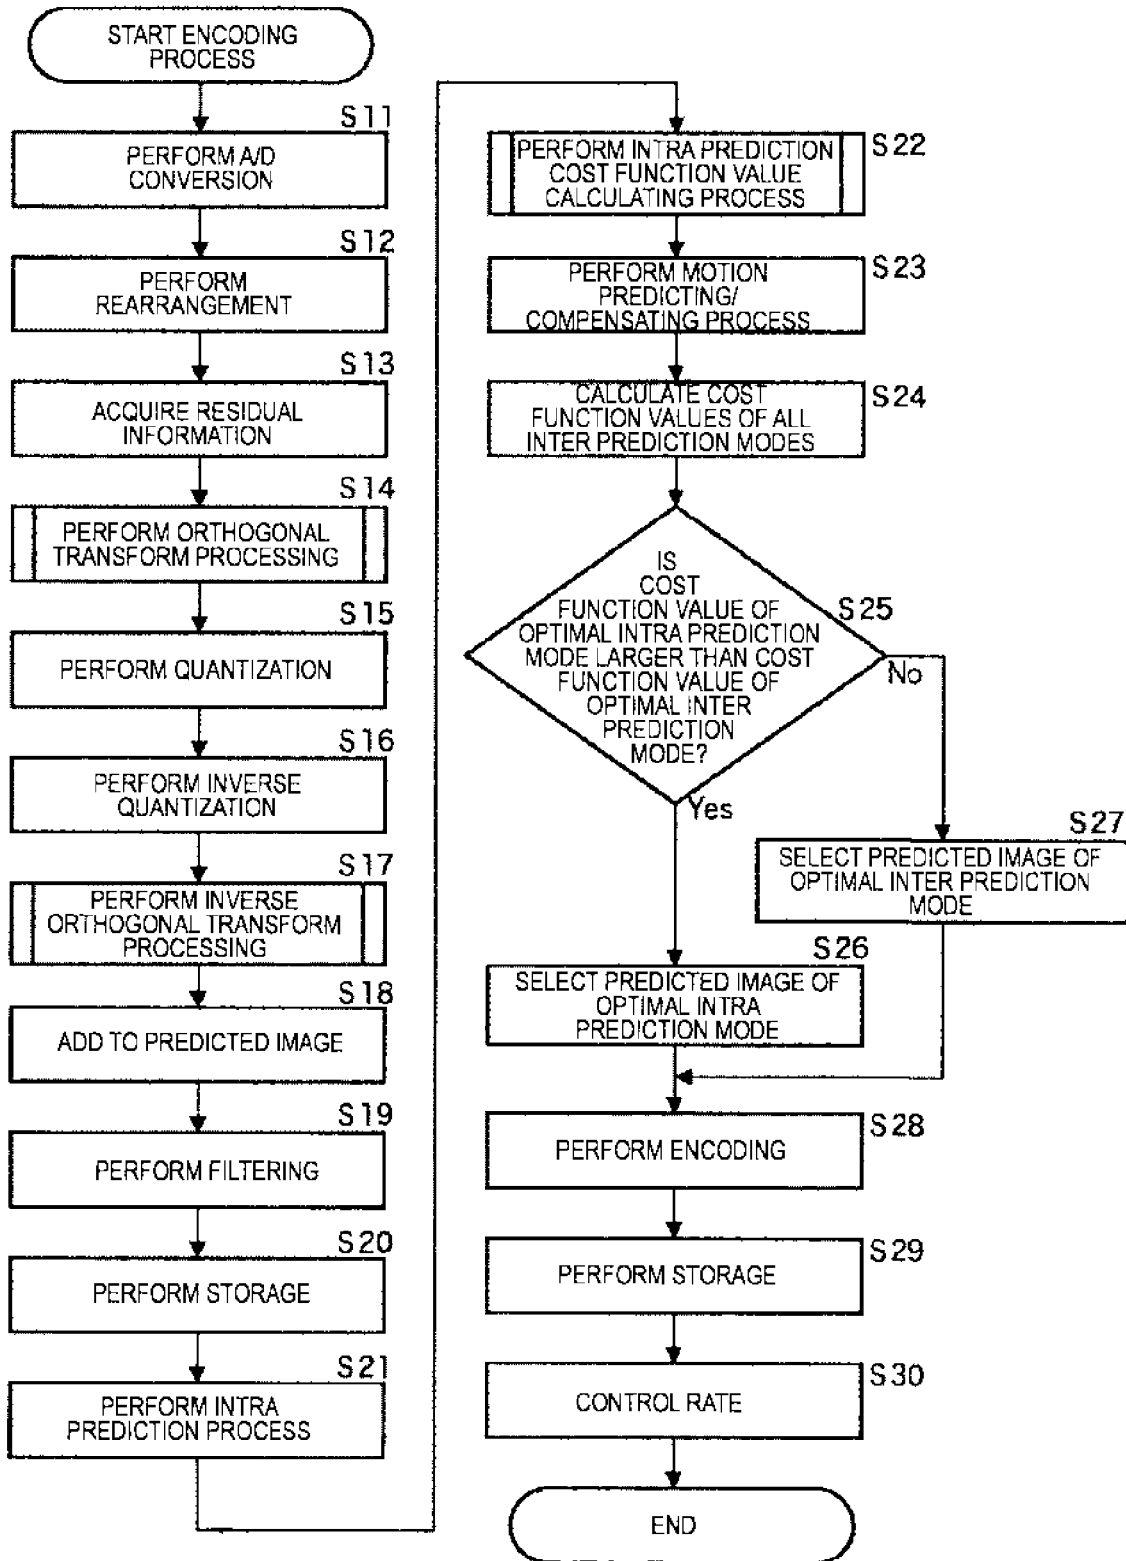 START ENCODING
PROCESS
S11
PERFORM A/D
CONVERSION
S12
PERFORM
REARRANGEMENT
S13
ACQUIRE RESIDUAL
INFORMATION
S14
PERFORM ORTHOGONAL
TRANSFORM PROCESSING
S15
PERFORM QUANTIZATION
S16
PERFORM INVERSE
QUANTIZATION
S17
PERFORM INVERSE
ORTHOGONAL TRANSFORM
PROCESSING
S18
ADD TO PREDICTED IMAGE
S19
PERFORM FILTERING
S20
PERFORM STORAGE
S21
PERFORM INTRA
PREDICTION PROCESS
S22
PERFORM INTRA PREDICTION
COST FUNCTION VALUE
CALCULATING PROCESS
S23
PERFORM MOTION
PREDICTING/
COMPENSATING PROCESS
S24
CALCULATE COST
FUNCTION VALUES OF ALL
INTER PREDICTION MODES
S25
IS
COST
FUNCTION VALUE OF
OPTIMAL INTRA PREDICTION
MODE LARGER THAN COST
FUNCTION VALUE OF
OPTIMAL INTER
PREDICTION
MODE?
No
Yes
S27
SELECT PREDICTED IMAGE OF
OPTIMAL INTER PREDICTION
MODE
S26
SELECT PREDICTED IMAGE OF
OPTIMAL INTRA
PREDICTION MODE
S28
PERFORM ENCODING
S29
PERFORM STORAGE
S30
CONTROL RATE
END